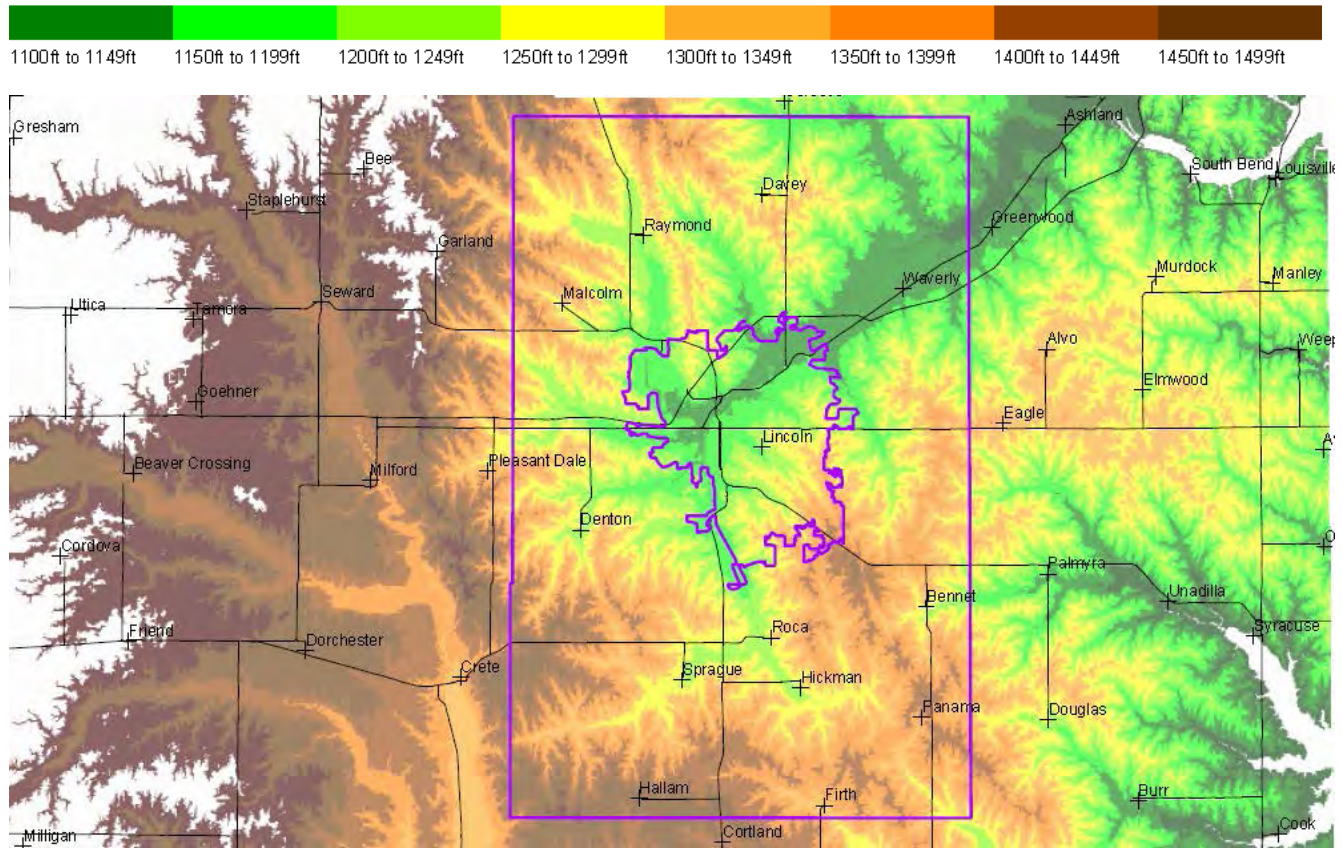 1100ft to 1149ft 1150ft to 1199ft 1200ft to 1249ft 1250ft to 1299ft 1300ft to 1349ft 1350ft to 1399ft 1400ft to 1449ft 1450ft to 1499ft
Ashland
Gresham
Bee
South Bend
Louisville
Davey
Staplehurst
Greenwood
Raymond
Garland
Murdock
Manley
Waverly
Seward
Malcolm
Utica
Tamora
Alvo
Weep
Elmwood
Goehner
Eagle
Lincoln
Beaver Crossing
Pleasant Dale
Milford
Denton
Cordova
Palmyra
Unadilla
Bennet
Friend
Roca
Syracuse
Dorchester
Crete
Sprague
Hickman
Panama
Douglas
Hallam
Firth
Burr
Cook
Milligan
Cortland